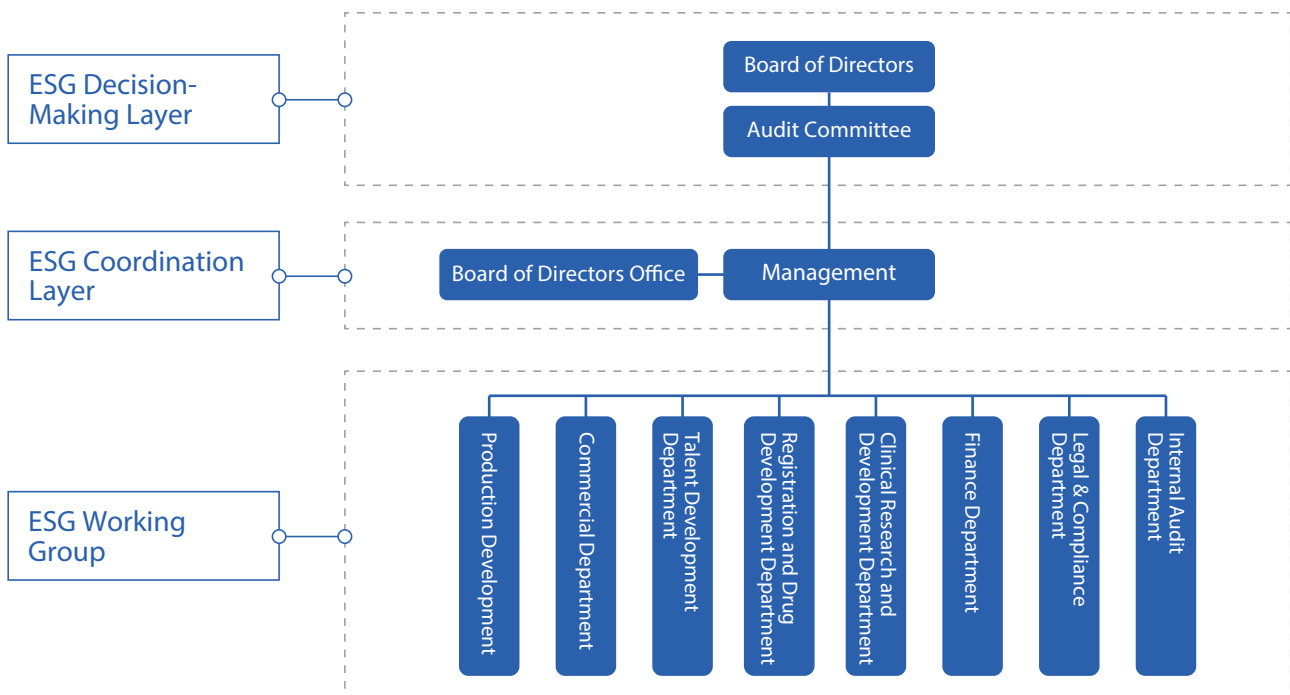 ESG Decision-
Making Layer
Board of Directors
Audit Committee
ESG Coordination
Layer
Board of Directors Office
Management
ESG Working
Group
Production Development
Commercial Department
Talent Development
Department
Registration and Drug
Development Department
Clinical Research and
Development Department
Finance Department
Legal & Compliance
Department
Internal Audit
Department